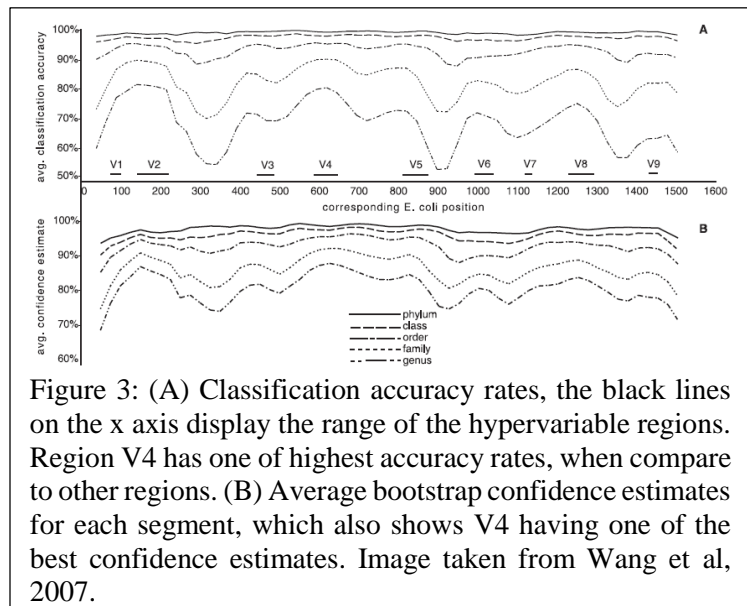 100%
A
90%
80%
70%
60%
50%
avg. classification accuracy
V1 V2 V3 V4 V5 V6 V7 V8 V9
0 100 200 300 400 500 600 700 800 900 1000 1100 1200 1300 1400 1500 1600
corresponding E. coli position
100%
B
90%
80%
70%
60%
avg. confidence estimate
phylum
class
order
family
genus
Figure 3: (A) Classification accuracy rates, the black lines
on the x axis display the range of the hypervariable regions.
Region V4 has one of highest accuracy rates, when compare
to other regions. (B) Average bootstrap confidence estimates
for each segment, which also shows V4 having one of the
best confidence estimates. Image taken from Wang et al,
2007.